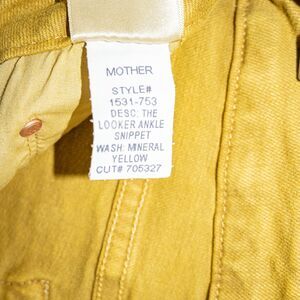 MOTHER
STYLE#
1531-753
DESC: THE
LOOKER ANKLE
SNIPPET
WASH: MINERAL
YELLOW
CUT# 705327